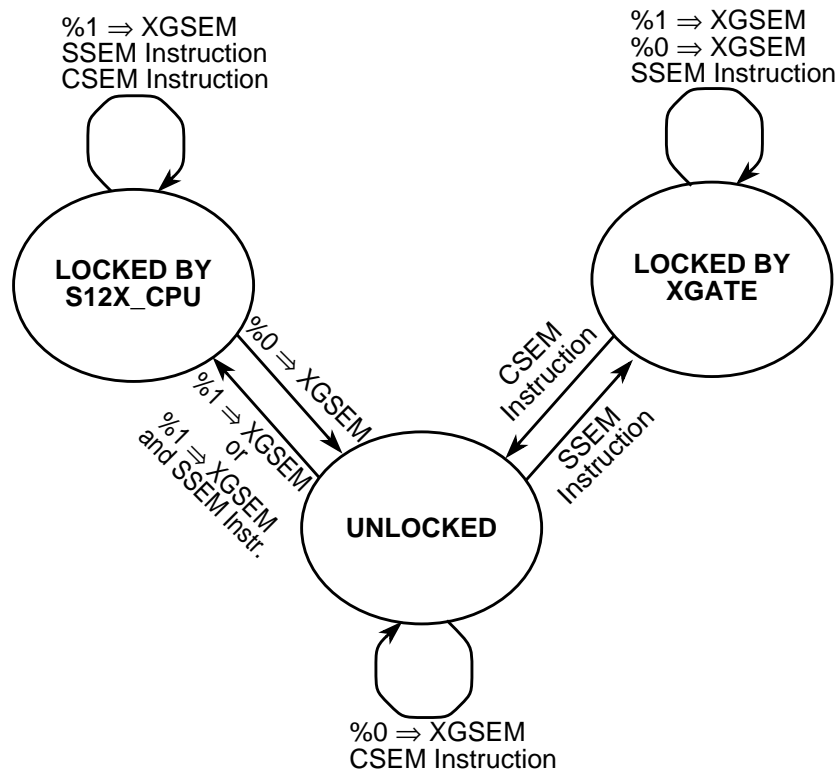 %1 ⇒ XGSEM
SSEM Instruction
CSEM Instruction
%1 ⇒ XGSEM
%0 ⇒ XGSEM
SSEM Instruction
LOCKED BY
S12X_CPU
LOCKED BY
XGATE
%0 ⇒ XGSEM
%1 ⇒ XGSEM
or
%1 ⇒ XGSEM
and SSEM Instr.
CSEM
Instruction
SSEM
Instruction
UNLOCKED
%0 ⇒ XGSEM
CSEM Instruction